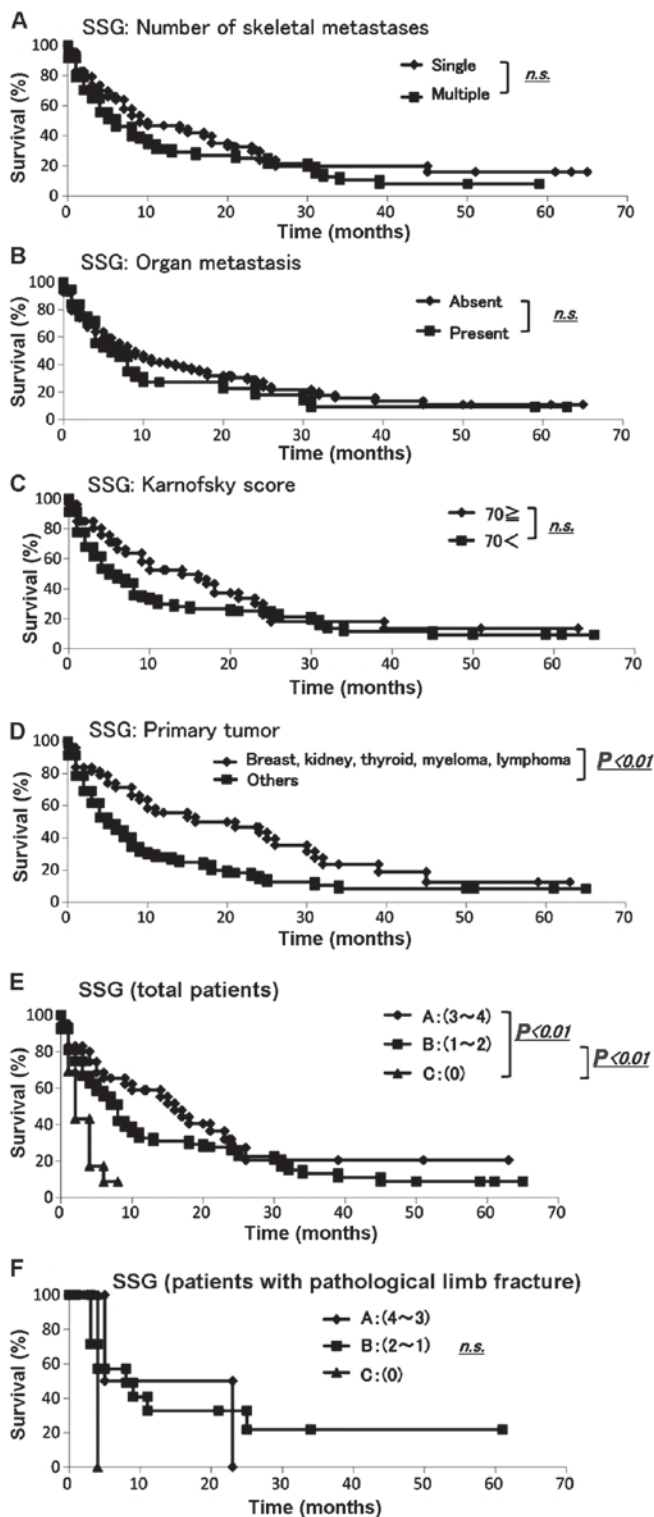 A SSG: Number of skeletal metastases
100
80
60
40
20
0
Survival (%)
Single
Multiple
n.s.
0 10 20 30 40 50 60 70
Time (months)
B SSG: Organ metastasis
100
80
60
40
20
0
Survival (%)
Absent
Present
n.s.
0 10 20 30 40 50 60 70
Time (months)
C SSG: Karnofsky score
100
80
60
40
20
0
Survival (%)
70≧
70<
n.s.
0 10 20 30 40 50 60 70
Time (months)
D SSG: Primary tumor
100
80
60
40
20
0
Survival (%)
Breast, kidney, thyroid, myeloma, lymphoma
Others
P<0.01
0 10 20 30 40 50 60 70
Time (months)
E SSG (total patients)
100
80
60
40
20
0
Survival (%)
A:(3~4)
B:(1~2)
C:(0)
P<0.01
P<0.01
0 10 20 30 40 50 60 70
Time (months)
F SSG (patients with pathological limb fracture)
100
80
60
40
20
0
Survival (%)
A:(4~3)
B:(2~1)
C:(0)
n.s.
0 10 20 30 40 50 60 70
Time (months)